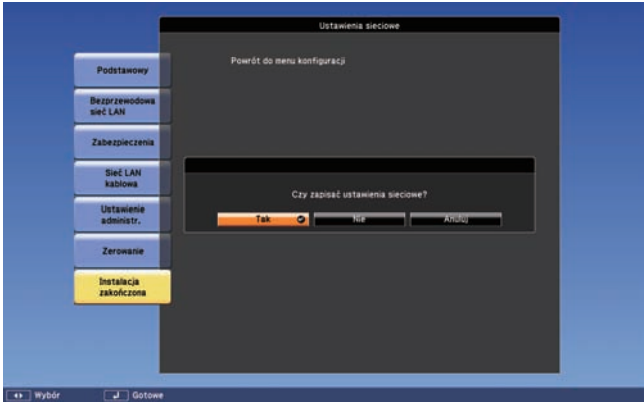 Ustawienia sieciowe
Powrót do menu konfiguracji
Podstawowy
Bezprzewodowa
sieć LAN
Zabezpieczenia
Sieć LAN
kablowa
Ustawienie
administr.
Zerowanie
Instalacja
zakończona
Czy zapisać ustawienia sieciowe?
Tak Nie Anuluj
Wybór Gotowe